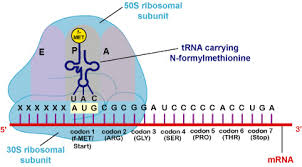 50S ribosomal
subunit
f-
MET
E P A
tRNA carrying
N-formylmethionine
U A C
X X X X X X X A U G C G C G G A U C C C C C A C C U G A
5' 3'
codon 1 codon 2 codon 3 codon 4 codon 5 codon 6 codon 7
(f-MET/ (ARG) (GLY) (SER) (PRO) (THR) (Stop)
Start)
30S ribosomal
subunit
mRNA